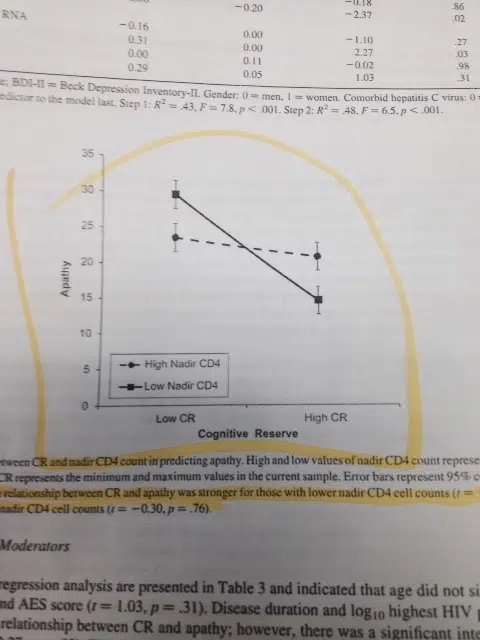 -0.20 -0.18 .86
RNA -2.37 .02
-0.16
0.31 0.00 -1.10 .27
0.00 0.00 2.27 .03
0.29 0.11 -0.02 .98
0.05 1.03 .31
BDI-II = Beck Depression Inventory-II. Gender: 0 = men, 1 = women. Comorbid hepatitis C virus: 0 =
to the model last. Step 1: R² = .43, F = 7.8, p < .001. Step 2: R² = .48, F = 6.5, p < .001.
35
30
25
20
15
10
5
0
Apathy
High Nadir CD4
Low Nadir CD4
Low CR High CR
Cognitive Reserve
between CR and nadir CD4 count in predicting apathy. High and low values of nadir CD4 count represe
CR represents the minimum and maximum values in the current sample. Error bars represent 95% c
relationship between CR and apathy was stronger for those with lower nadir CD4 cell counts (t =
nadir CD4 cell counts (t = −0.30, p = .76).
Moderators
regression analysis are presented in Table 3 and indicated that age did not si
nd AES score (t = 1.03, p = .31). Disease duration and log10 highest HIV
relationship between CR and apathy; however, there was a significant inte